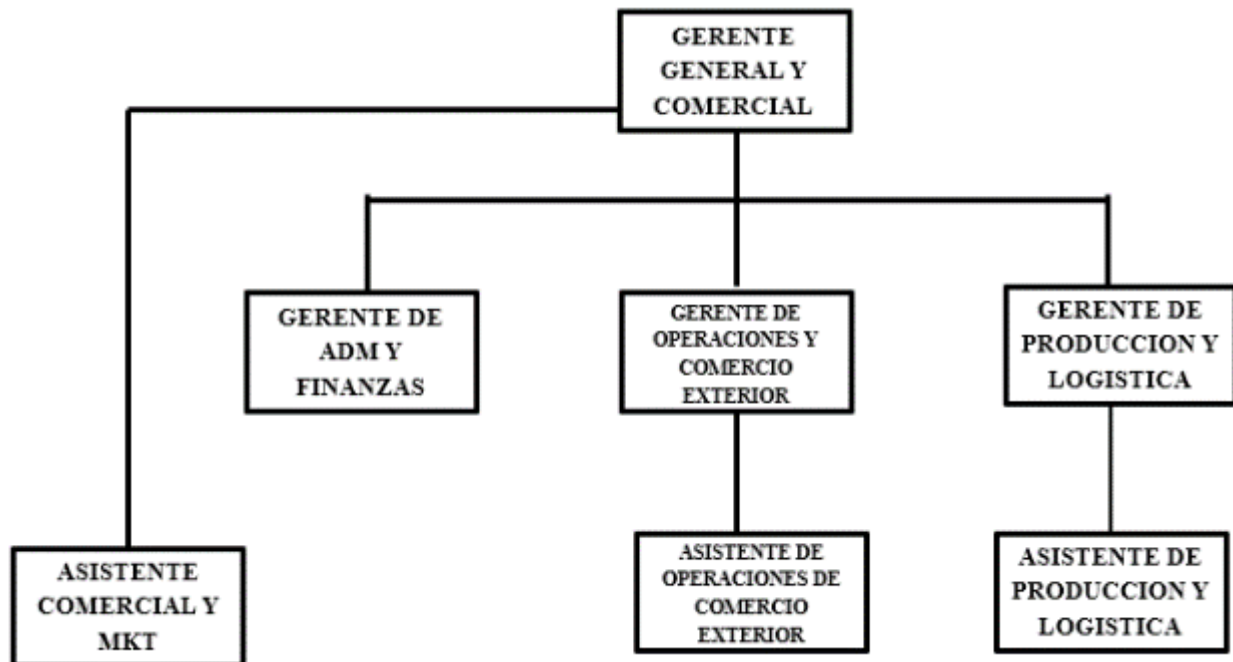 GERENTE
GENERAL Y
COMERCIAL
GERENTE DE
ADM Y
FINANZAS
GERENTE DE
OPERACIONES Y
COMERCIO
EXTERIOR
GERENTE DE
PRODUCCION Y
LOGISTICA
ASISTENTE
COMERCIAL Y
MKT
ASISTENTE DE
OPERACIONES DE
COMERCIO
EXTERIOR
ASISTENTE DE
PRODUCCION Y
LOGISTICA